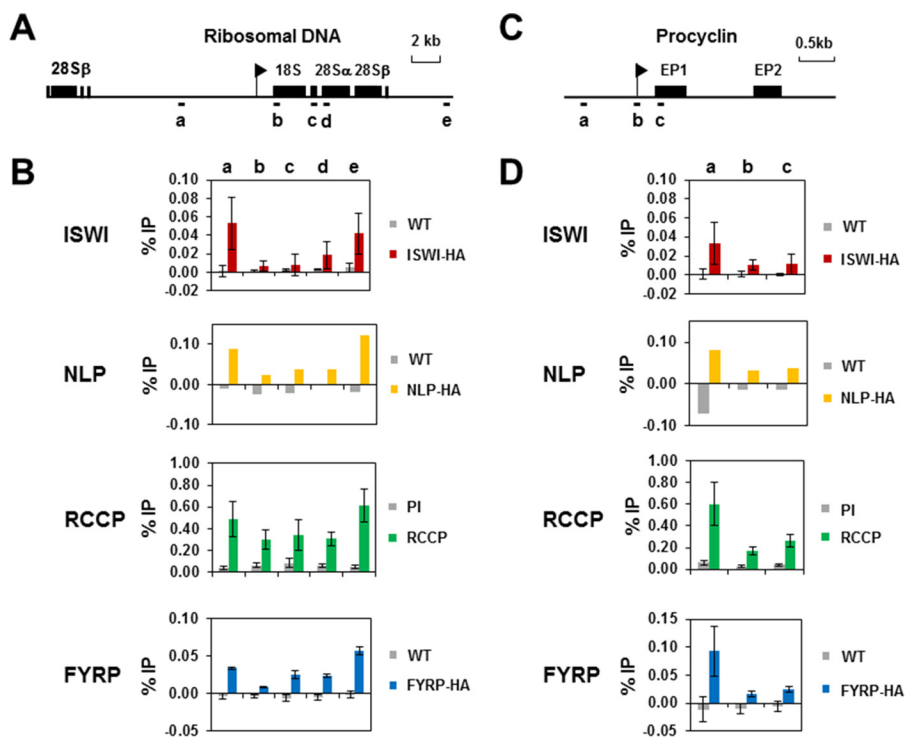 A
Ribosomal DNA
2 kb
28Sβ
18S
28Sα
28Sβ
a
b
c
d
e
C
Procyclin
0.5kb
EP1
EP2
a
b
c
B
a b c d e
ISWI
% IP
0.10
0.08
0.06
0.04
0.02
0.00
-0.02
WT
ISWI-HA
NLP
% IP
0.10
0.00
-0.10
WT
NLP-HA
RCCP
% IP
1.00
0.80
0.60
0.40
0.20
0.00
PI
RCCP
FYRP
% IP
0.10
0.05
0.00
-0.05
WT
FYRP-HA
D
a b c
ISWI
% IP
0.10
0.08
0.06
0.04
0.02
0.00
-0.02
WT
ISWI-HA
NLP
% IP
0.10
0.00
-0.10
WT
NLP-HA
RCCP
% IP
1.00
0.80
0.60
0.40
0.20
0.00
PI
RCCP
FYRP
% IP
0.15
0.10
0.05
0.00
-0.05
WT
FYRP-HA